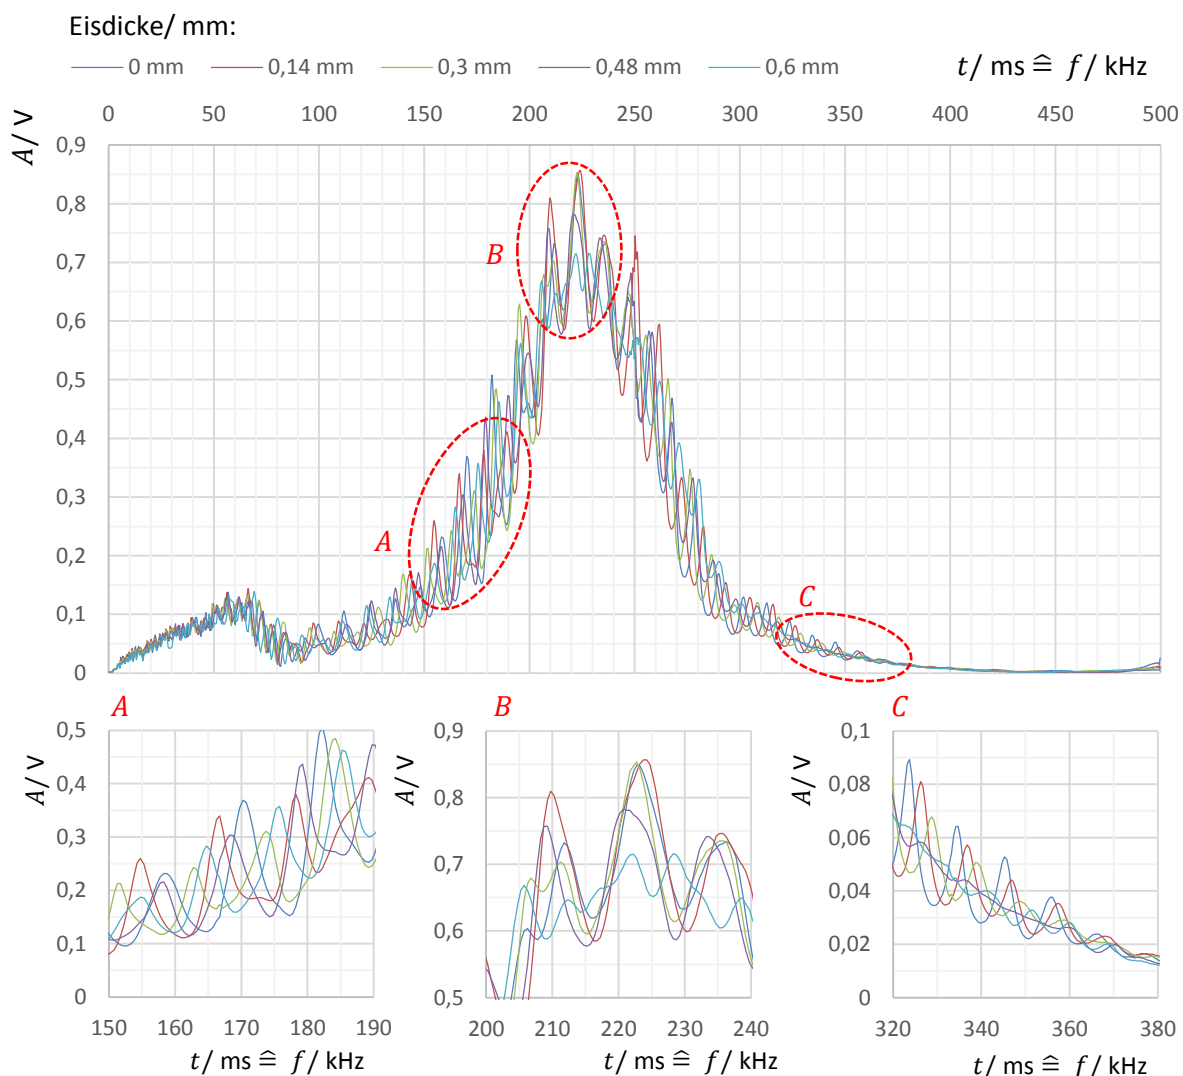 Eisdicke/ mm:
0 mm 0,14 mm 0,3 mm 0,48 mm 0,6 mm t/ ms ≙ f/ kHz
0 50 100 150 200 250 300 350 400 450 500
A/ V
0,9
0,8
0,7
0,6
0,5
0,4
0,3
0,2
0,1
0
B
A
C
A
A/ V
0,5
0,4
0,3
0,2
0,1
0
150 160 170 180 190
t/ ms ≙ f/ kHz
B
A/ V
0,9
0,8
0,7
0,6
0,5
200 210 220 230 240
t/ ms ≙ f/ kHz
C
A/ V
0,1
0,08
0,06
0,04
0,02
0
320 340 360 380
t/ ms ≙ f/ kHz